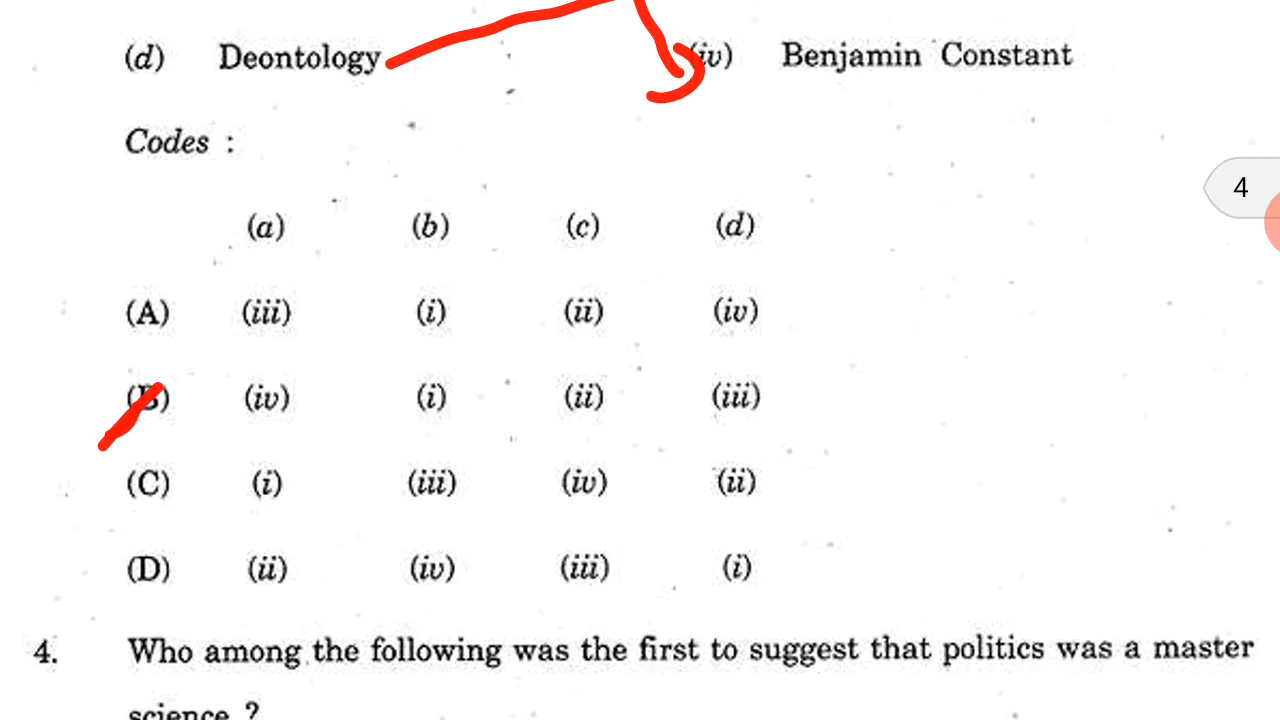 (d) Deontology (iv) Benjamin Constant
Codes :
(a) (b) (c) (d)
4
(A) (iii) (i) (ii) (iv)
(B) (iv) (i) (ii) (iii)
(C) (i) (iii) (iv) (ii)
(D) (ii) (iv) (iii) (i)
4. Who among the following was the first to suggest that politics was a master
science ?